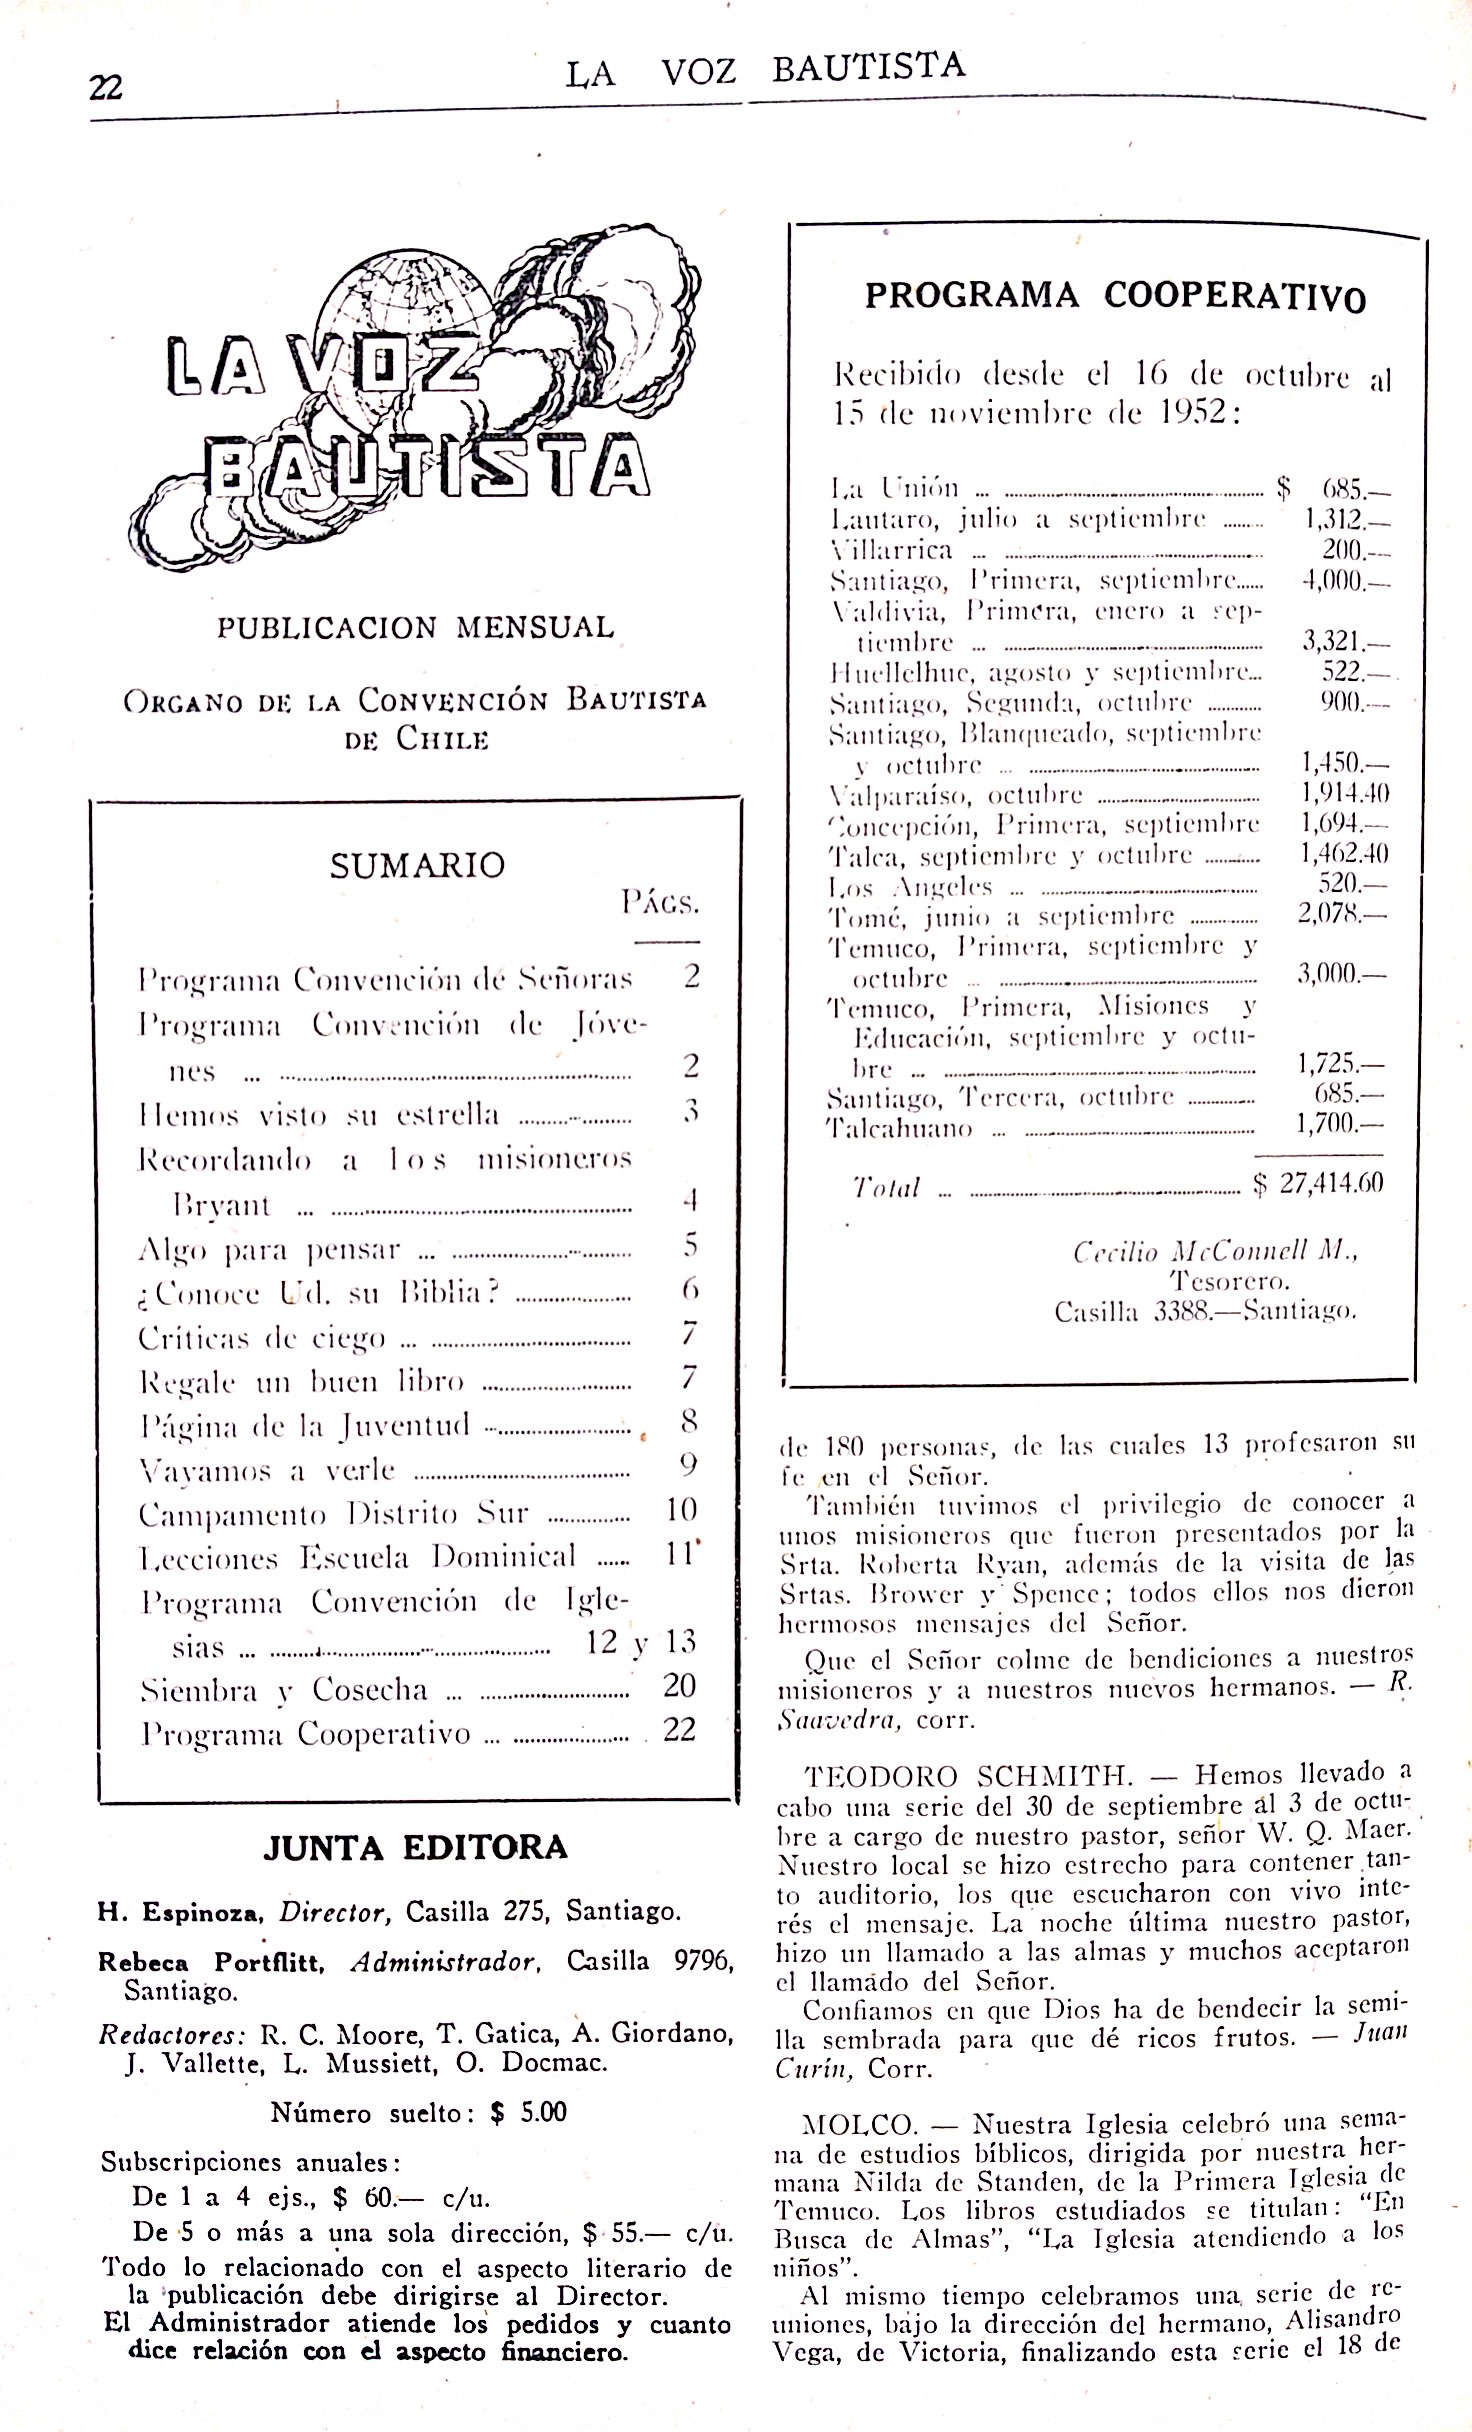 22
LA VOZ BAUTISTA
LA VOZ
BAUTISTA
PUBLICACION MENSUAL
ORGANO DE LA CONVENCIÓN BAUTISTA
DE CHILE
SUMARIO
PÁGS.
Programa Convención de Señoras 2
Programa Convención de Jóve-
nes ... ........ 2
Hemos visto su estrella ........ 3
Recordando a los misioneros
Bryant ... ........ 4
Algo para pensar ... ........ 5
¿Conoce Ud. su Biblia? ........ 6
Críticas de ciego ... ........ 7
Regale un buen libro ........ 7
Página de la Juventud ........ 8
Vayamos a verle ........ 9
Campamento Distrito Sur ........ 10
Lecciones Escuela Dominical ...... 11
Programa Convención de Igle-
sias ... ........ 12 y 13
Siembra y Cosecha ... ........ 20
Programa Cooperativo ... ........ 22
JUNTA EDITORA
H. Espinoza, Director, Casilla 275, Santiago.
Rebeca Portflitt, Administrador, Casilla 9796,
Santiago.
Redactores: R. C. Moore, T. Gatica, A. Giordano,
J. Vallette, L. Mussiett, O. Docmac.
Número suelto: $ 5.00
Subscripciones anuales:
De 1 a 4 ejs., $ 60.— c/u.
De 5 o más a una sola dirección, $ 55.— c/u.
Todo lo relacionado con el aspecto literario de
la publicación debe dirigirse al Director.
El Administrador atiende los pedidos y cuanto
dice relación con el aspecto financiero.
PROGRAMA COOPERATIVO
Recibido desde el 16 de octubre al
15 de noviembre de 1952:
La Unión ... ........ $ 685.—
Lautaro, julio a septiembre ........ 1,312.—
Villarrica ... ........ 200.—
Santiago, Primera, septiembre...... 4,000.—
Valdivia, Primera, enero a sep-
tiembre ... ........ 3,321.—
Huellelhue, agosto y septiembre... 522.—
Santiago, Segunda, octubre ........ 900.—
Santiago, Blanqueado, septiembre
y octubre ... ........ 1,450.—
Valparaíso, octubre ........ 1,914.40
Concepción, Primera, septiembre 1,694.—
Talca, septiembre y octubre ........ 1,462.40
Los Angeles ... ........ 520.—
Tomé, junio a septiembre ........ 2,078.—
Temuco, Primera, septiembre y
octubre ... ........ 3,000.—
Temuco, Primera, Misiones y
Educación, septiembre y octu-
bre ... ........ 1,725.—
Santiago, Tercera, octubre ........ 685.—
Talcahuano ... ........ 1,700.—
Total ... ........ $ 27,414.60
Cecilio McConnell M.,
Tesorero.
Casilla 3388.—Santiago.
de 180 personas, de las cuales 13 profesaron su
fe en el Señor.
También tuvimos el privilegio de conocer a
unos misioneros que fueron presentados por la
Srta. Roberta Ryan, además de la visita de las
Srtas. Brower y Spence; todos ellos nos dieron
hermosos mensajes del Señor.
Que el Señor colme de bendiciones a nuestros
misioneros y a nuestros nuevos hermanos. — R.
Saavedra, corr.
TEODORO SCHMITH. — Hemos llevado a
cabo una serie del 30 de septiembre al 3 de octu-
bre a cargo de nuestro pastor, señor W. Q. Maer.
Nuestro local se hizo estrecho para contener tan-
to auditorio, los que escucharon con vivo inte-
rés el mensaje. La noche última nuestro pastor,
hizo un llamado a las almas y muchos aceptaron
el llamado del Señor.
Confiamos en que Dios ha de bendecir la semi-
lla sembrada para que dé ricos frutos. — Juan
Curín, Corr.
MOLCO. — Nuestra Iglesia celebró una sema-
na de estudios bíblicos, dirigida por nuestra her-
mana Nilda de Standen, de la Primera Iglesia de
Temuco. Los libros estudiados se titulan: “En
Busca de Almas”, “La Iglesia atendiendo a los
niños”.
Al mismo tiempo celebramos una serie de re-
uniones, bajo la dirección del hermano, Alisandro
Vega, de Victoria, finalizando esta serie el 18 de